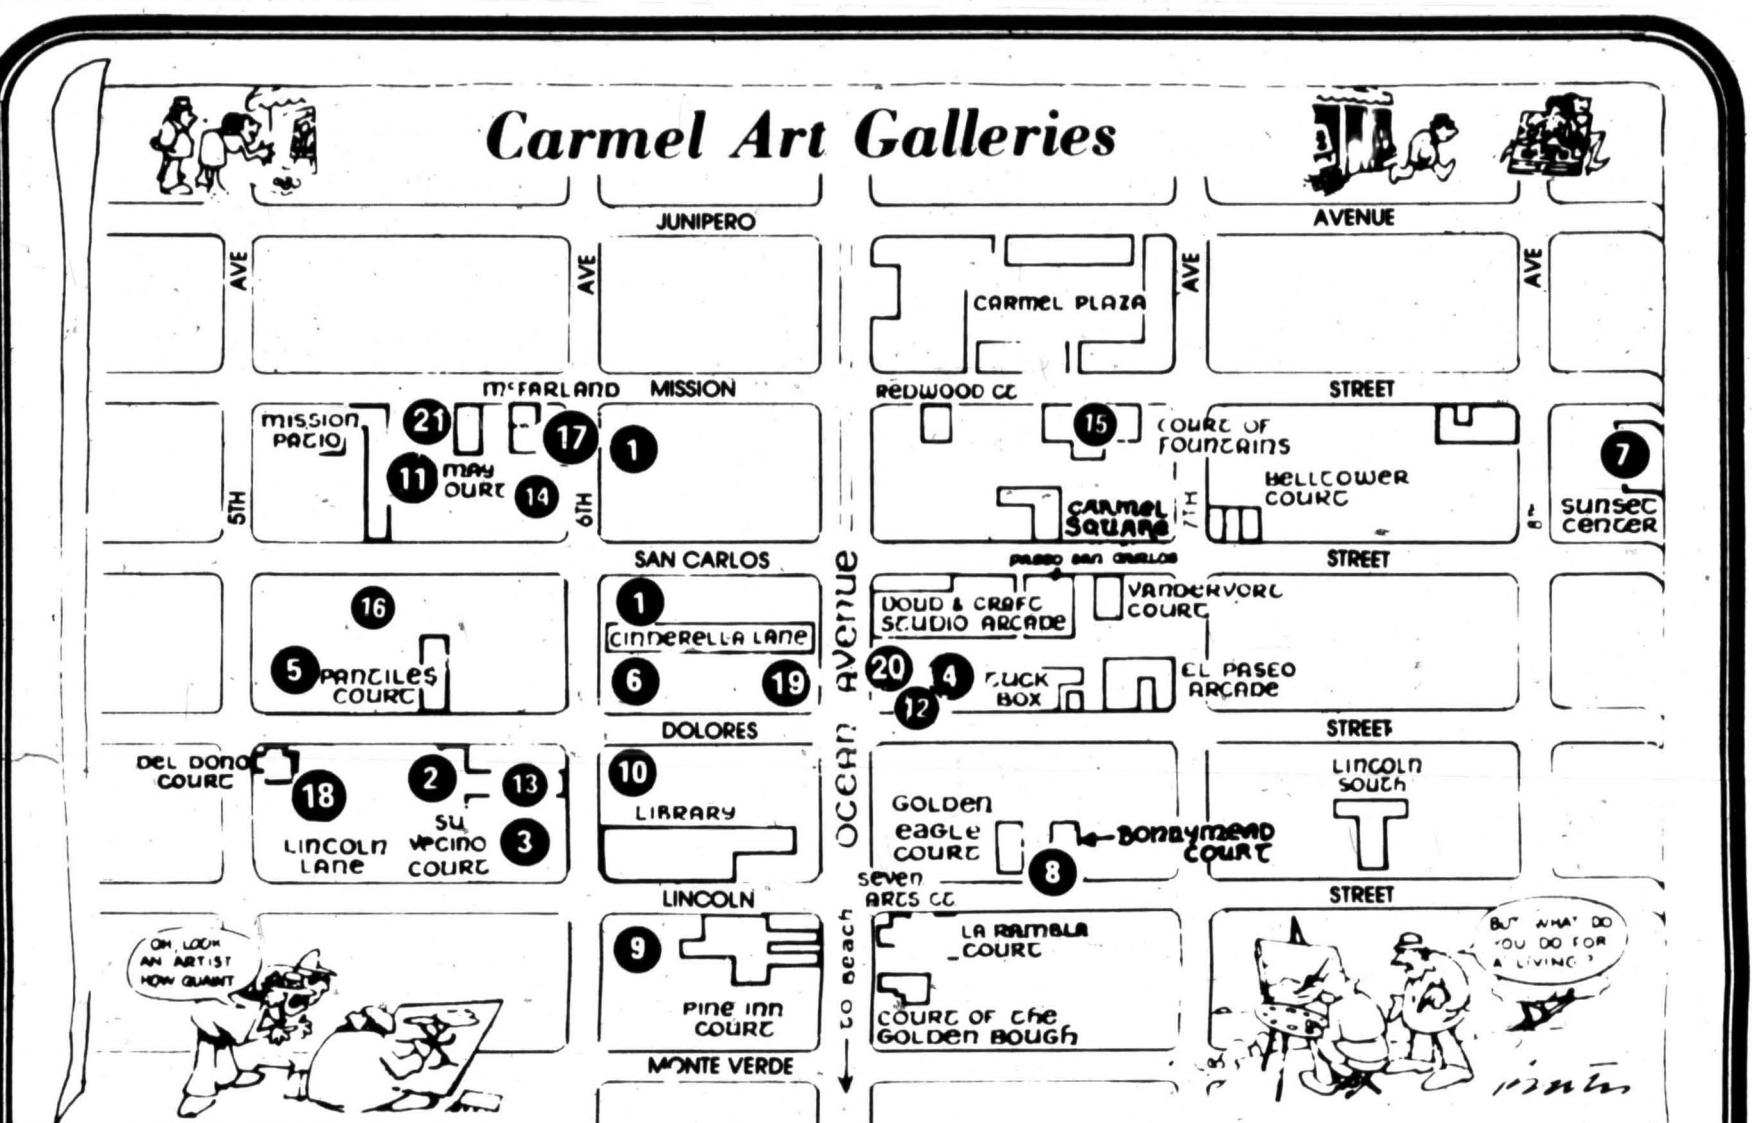 Carmel Art Galleries
JUNIPERO AVENUE
AVE AVE AVE AVE
CARMEL PLAZA
McFARLAND MISSION REDWOOD CT STREET
MISSION
PATIO
21
17
1
15
COURT OF
FOUNTAINS
7
11
MAY
OURT
14
BELLTOWER
COURT
5TH
6TH
CARMEL
SQUARE
7TH
SUNSET
CENTER
SAN CARLOS PASEO SAN CARLOS STREET
16
1
DOUD & CRAFT
STUDIO ARCADE
VANDERVORT
COURT
CINDERELLA LANE
5
PANTILES
COURT
6
19
20
4
12
TUCK
BOX
EL PASEO
ARCADE
DOLORES STREET
OCEAN AVENUE
DEL DONO
COURT
18
2
13
10
LINCOLN
SOUTH
LIBRARY
GOLDEN
EAGLE
COURT
BONNYMEAD
COURT
LINCOLN
LANE
SU
VECINO
COURT
3
8
SEVEN
ARTS CT
LINCOLN STREET
OH LOOK
AN ARTIST
HOW QUAINT
9
PINE INN
COURT
TO BEACH
LA RAMBLA
COURT
COURT OF THE
GOLDEN BOUGH
BUT WHAT DO
YOU DO FOR
A LIVING?
MONTE VERDE